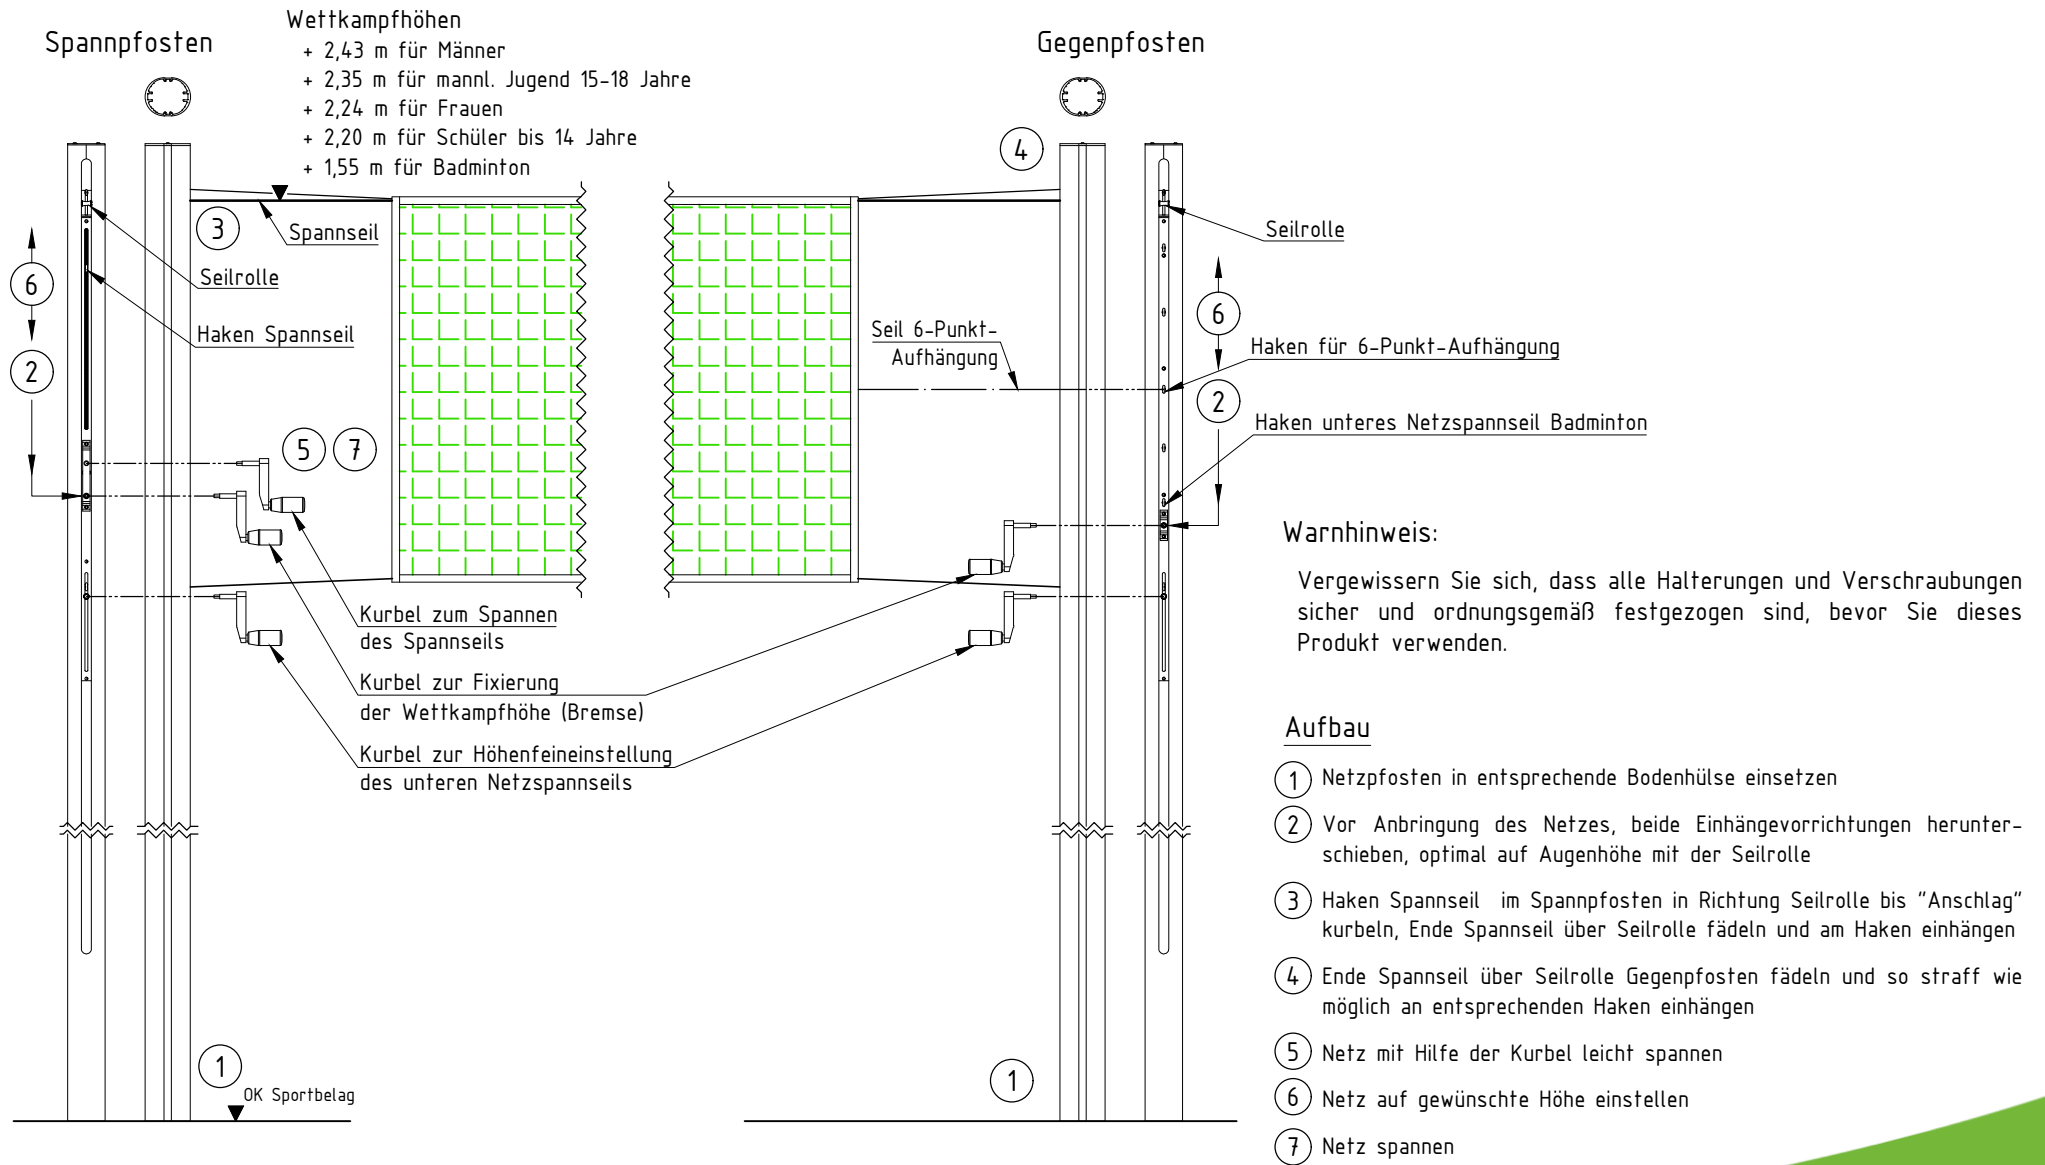 Spannpfosten
Wettkampfhöhen
+ 2,43 m für Männer
+ 2,35 m für mannl. Jugend 15-18 Jahre
+ 2,24 m für Frauen
+ 2,20 m für Schüler bis 14 Jahre
+ 1,55 m für Badminton
Gegenpfosten
4
3
Spannseil
Seilrolle
Haken Spannseil
6
2
5 7
Seil 6-Punkt-
Aufhängung
Seilrolle
6
Haken für 6-Punkt-Aufhängung
2
Haken unteres Netzspannseil Badminton
Kurbel zum Spannen
des Spannseils
Kurbel zur Fixierung
der Wettkampfhöhe (Bremse)
Kurbel zur Höhenfeineinstellung
des unteren Netzspannseils
1
OK Sportbelag
1
Warnhinweis:
Vergewissern Sie sich, dass alle Halterungen und Verschraubungen
sicher und ordnungsgemäß festgezogen sind, bevor Sie dieses
Produkt verwenden.
Aufbau
1 Netzpfosten in entsprechende Bodenhülse einsetzen
2 Vor Anbringung des Netzes, beide Einhängevorrichtungen herunter-
schieben, optimal auf Augenhöhe mit der Seilrolle
3 Haken Spannseil im Spannpfosten in Richtung Seilrolle bis "Anschlag"
kurbeln, Ende Spannseil über Seilrolle fädeln und am Haken einhängen
4 Ende Spannseil über Seilrolle Gegenpfosten fädeln und so straff wie
möglich an entsprechenden Haken einhängen
5 Netz mit Hilfe der Kurbel leicht spannen
6 Netz auf gewünschte Höhe einstellen
7 Netz spannen